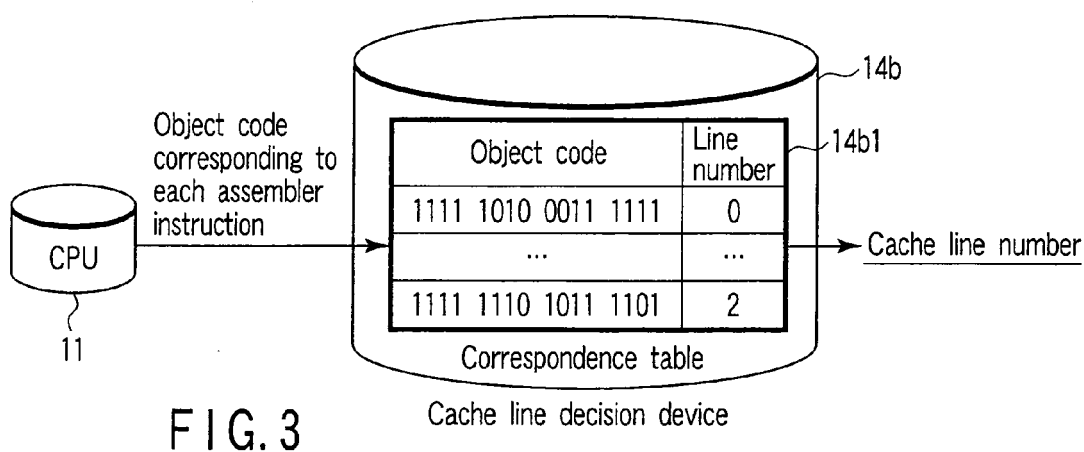 14b
Object code
corresponding to
each assembler
instruction
CPU
11
Object code Line number
1111 1010 0011 1111 0
... ...
1111 1110 1011 1101 2
14b1
Cache line number
Correspondence table
Cache line decision device
FIG. 3